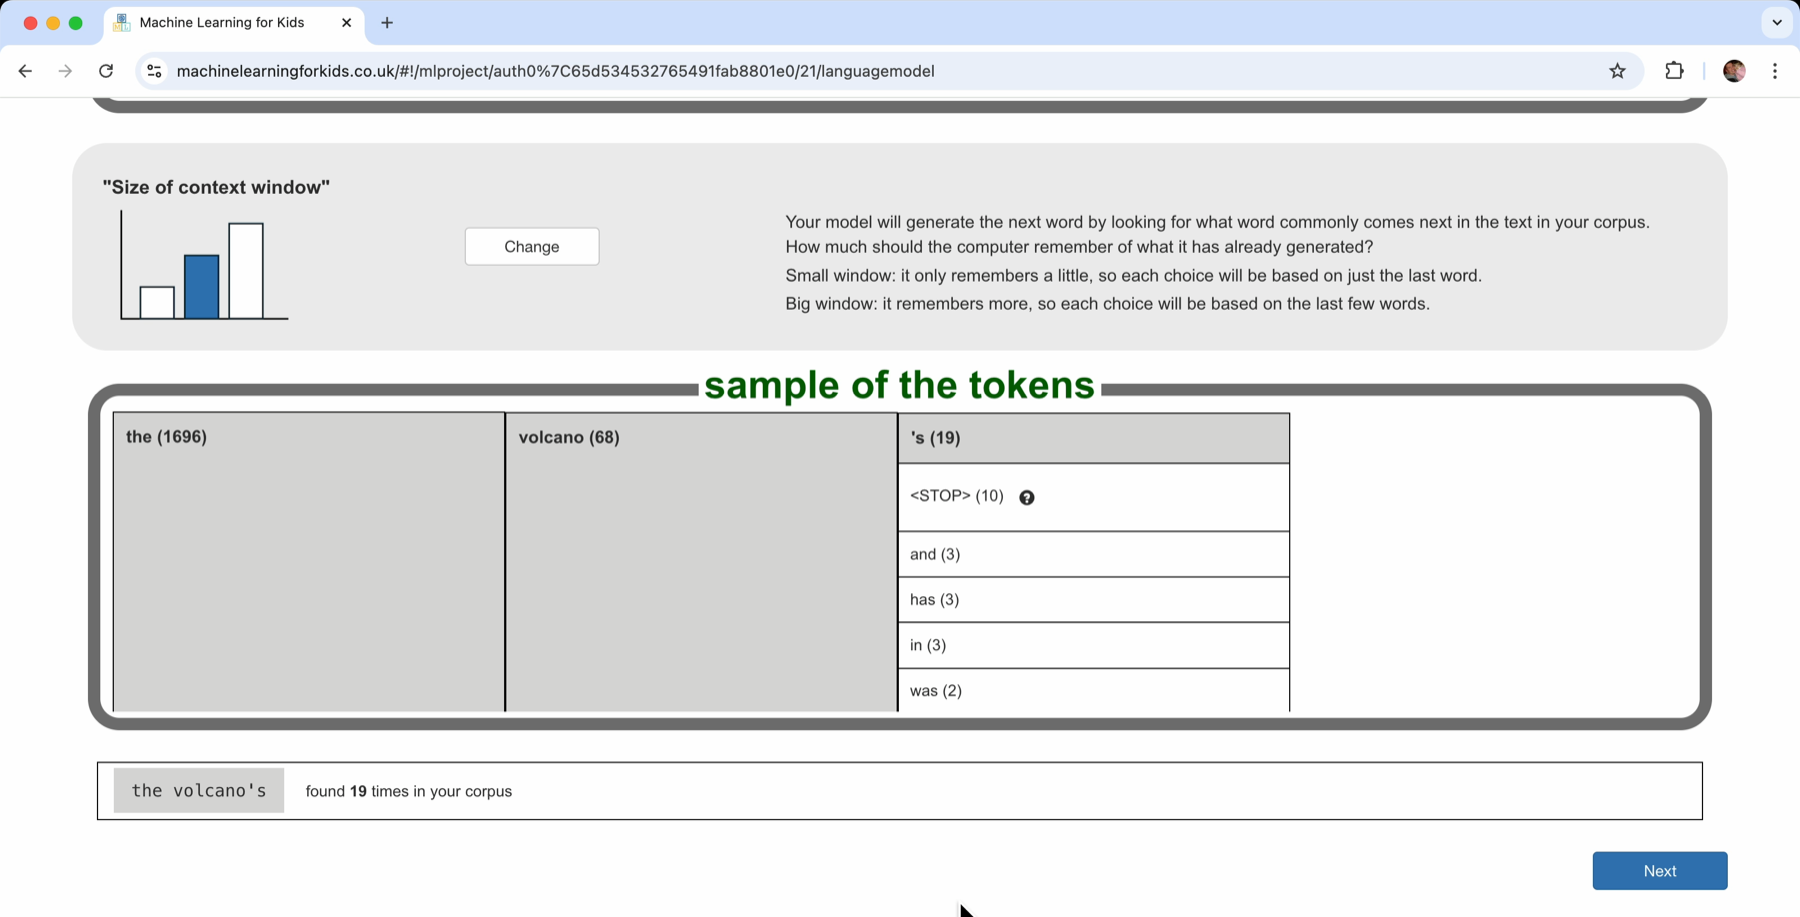 Machine Learning for Kids
machinelearningforkids.co.uk/#!/mlproject/auth0%7C65d534532765491fab8801e0/21/languagemodel
"Size of context window"
Change
Your model will generate the next word by looking for what word commonly comes next in the text in your corpus.
How much should the computer remember of what it has already generated?
Small window: it only remembers a little, so each choice will be based on just the last word.
Big window: it remembers more, so each choice will be based on the last few words.
sample of the tokens
the (1696)
volcano (68)
's (19)
<STOP> (10)
and (3)
has (3)
in (3)
was (2)
the volcano's found 19 times in your corpus
Next